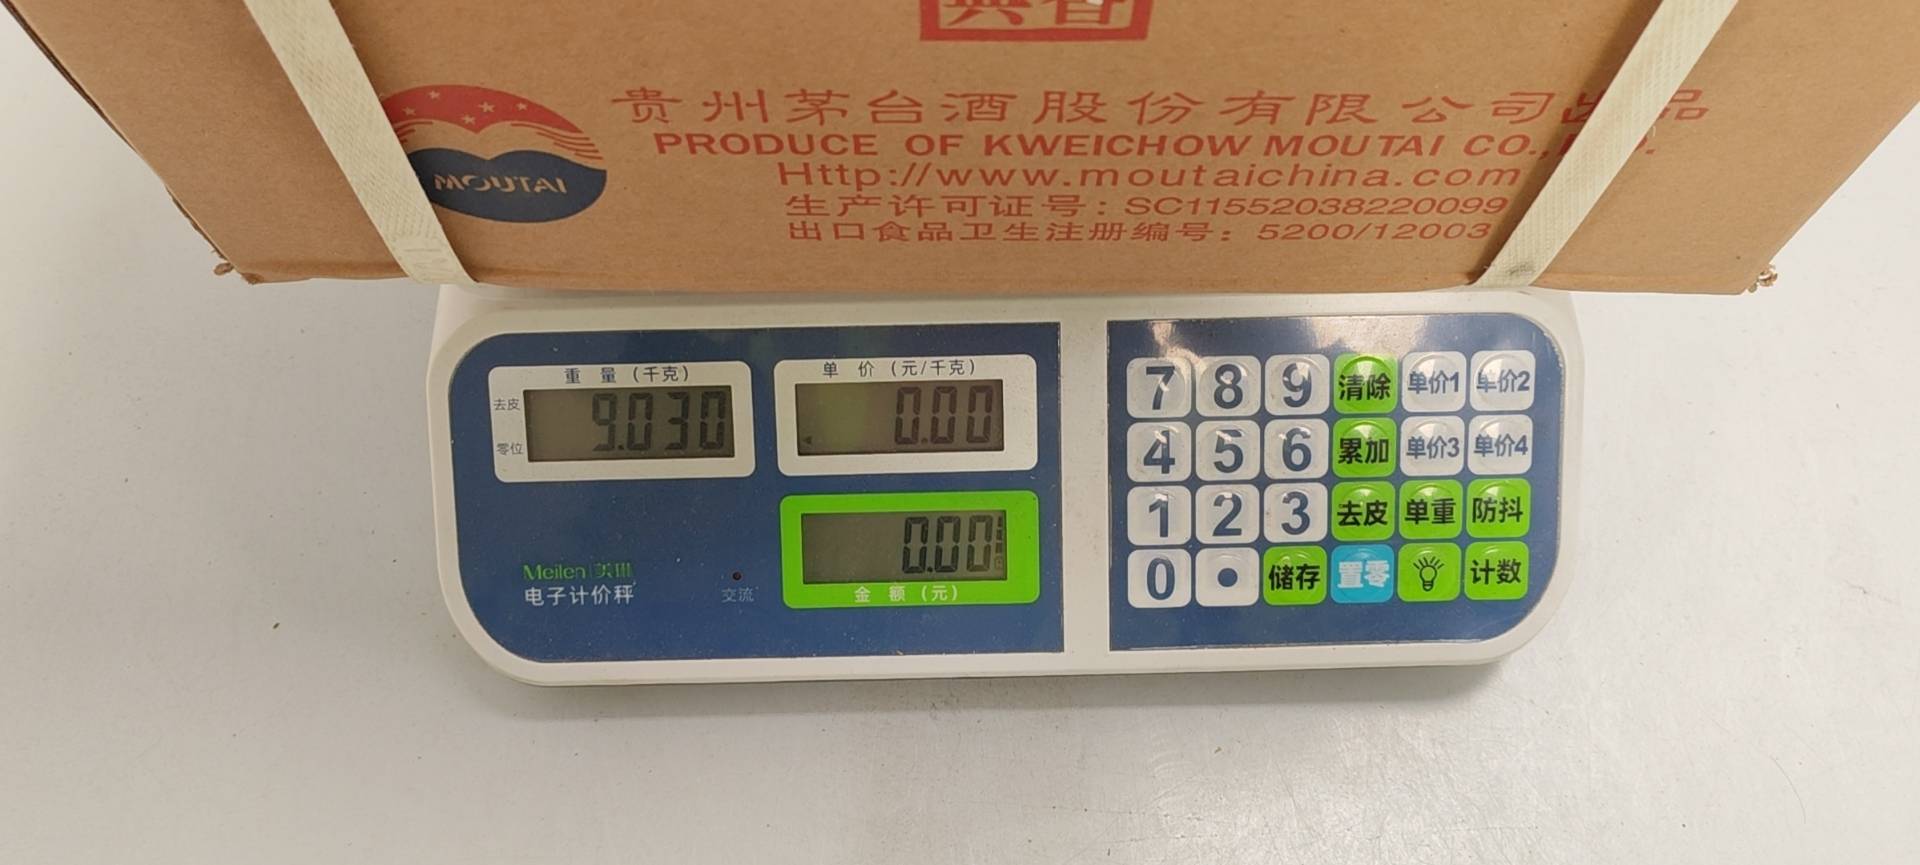 贵州茅台酒股份有限公司出品
PRODUCE OF KWEICHOW MOUTAI CO.,
Http://www.moutaichina.com
生产许可证号：SC11552038220099
出口食品卫生注册编号：5200/12003
MOUTAI
重 量 (千克)
去皮
零位
9.030
单 价 (元/千克)
0.00
0.00
金 额 (元)
Meilen 美琳
电子计价秤
交流
7 8 9 清除 单价1 单价2
4 5 6 累加 单价3 单价4
1 2 3 去皮 单重 防抖
0 . 储存 置零 计数